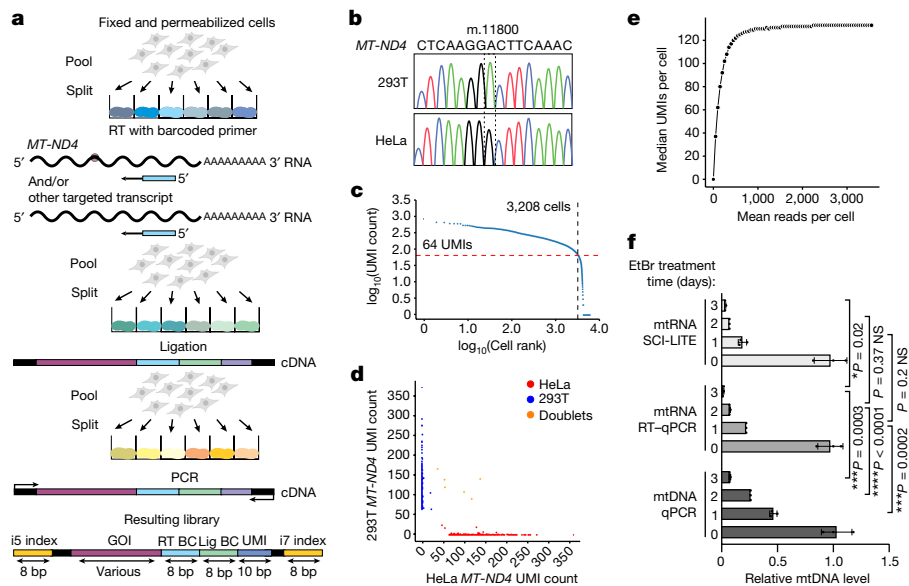 a
Fixed and permeabilized cells
Pool
Split
RT with barcoded primer
MT-ND4
5′ AAAAAAAAA 3′ RNA
5′
And/or
other targeted transcript
5′ AAAAAAAAA 3′ RNA
5′
Pool
Split
Ligation
cDNA
Pool
Split
PCR
cDNA
Resulting library
i5 index GOI RT BC Lig BC UMI i7 index
8 bp Various 8 bp 8 bp 10 bp 8 bp
b
m.11800
MT-ND4 CTCAAGGACTTCAAAC
293T
HeLa
c
3,208 cells
64 UMIs
log10(UMI count)
3.5
3.0
2.5
2.0
1.5
1.0
0.5
0
0 1.0 2.0 3.0 4.0
log10(Cell rank)
d
HeLa
293T
Doublets
293T MT-ND4 UMI count
350
300
250
200
150
100
50
0
0 50 100 150 200 250 300 350
HeLa MT-ND4 UMI count
e
Median UMIs per cell
120
100
80
60
40
20
0
0 1,000 2,000 3,000
Mean reads per cell
f
EtBr treatment
time (days):
mtRNA
SCI-LITE
3
2
1
0
mtRNA
RT–qPCR
3
2
1
0
mtDNA
qPCR
3
2
1
0
*P = 0.02
P = 0.37 NS
P = 0.2 NS
***P = 0.0003
****P < 0.0001
***P = 0.0002
0 0.5 1.0 1.5
Relative mtDNA level